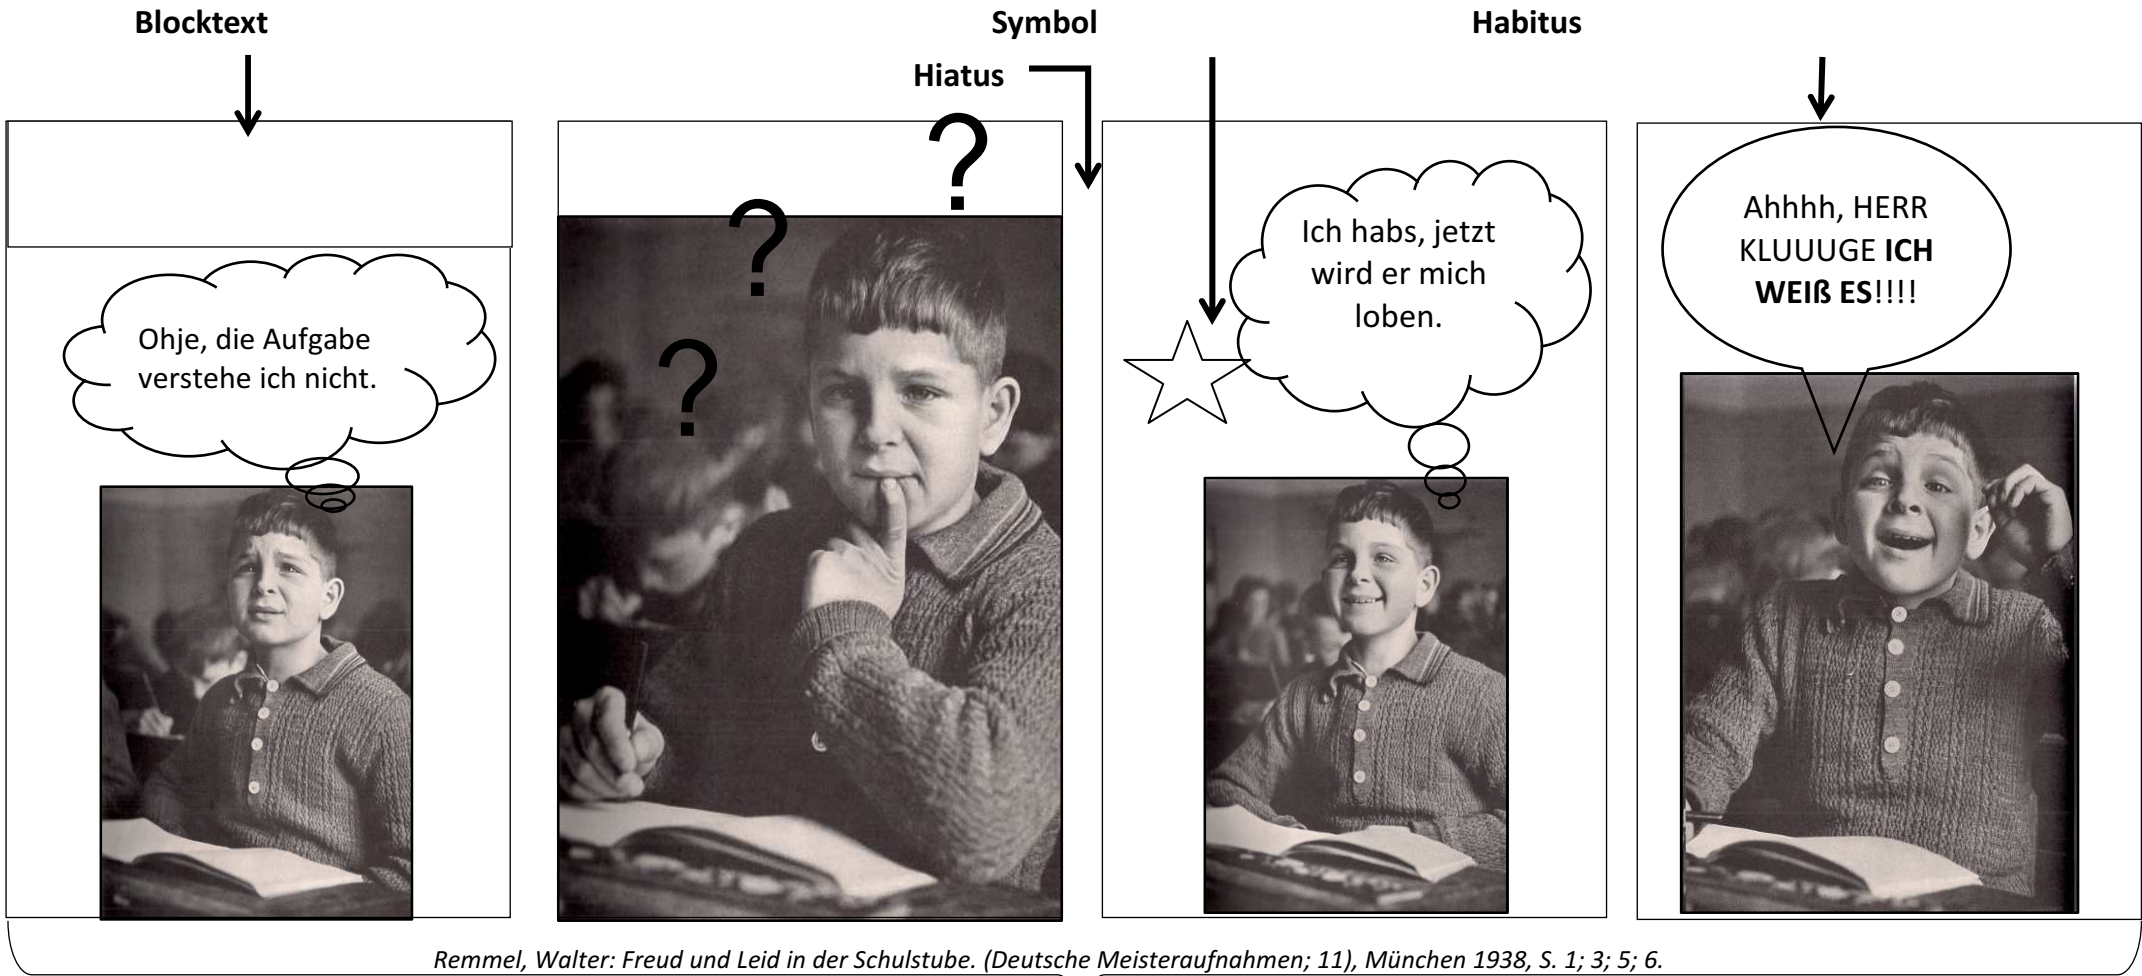 Blocktext
Symbol
Habitus
Hiatus
?
?
?
Ohje, die Aufgabe
verstehe ich nicht.
Ich habs, jetzt
wird er mich
loben.
Ahhhh, HERR
KLUUUGE ICH
WEIß ES!!!!
Remmel, Walter: Freud und Leid in der Schulstube. (Deutsche Meisteraufnahmen; 11), München 1938, S. 1; 3; 5; 6.